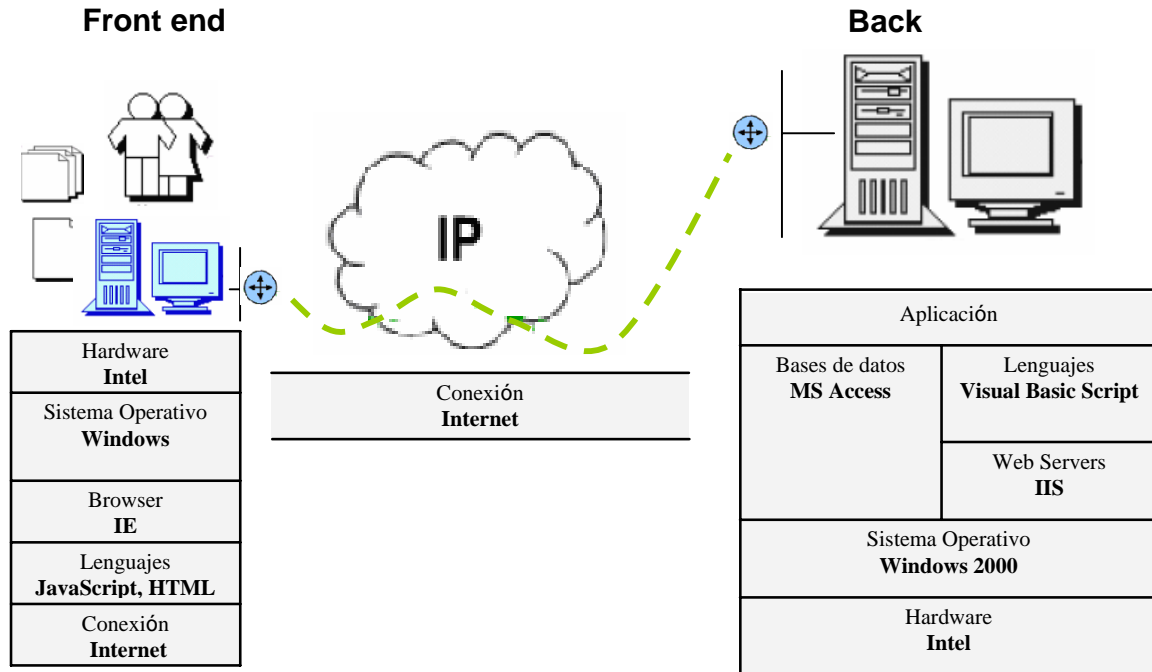 Front end
Back
IP
Hardware
Intel
Sistema Operativo
Windows
Browser
IE
Lenguajes
JavaScript, HTML
Conexión
Internet
Conexión
Internet
Aplicación
Bases de datos
MS Access
Lenguajes
Visual Basic Script
Web Servers
IIS
Sistema Operativo
Windows 2000
Hardware
Intel